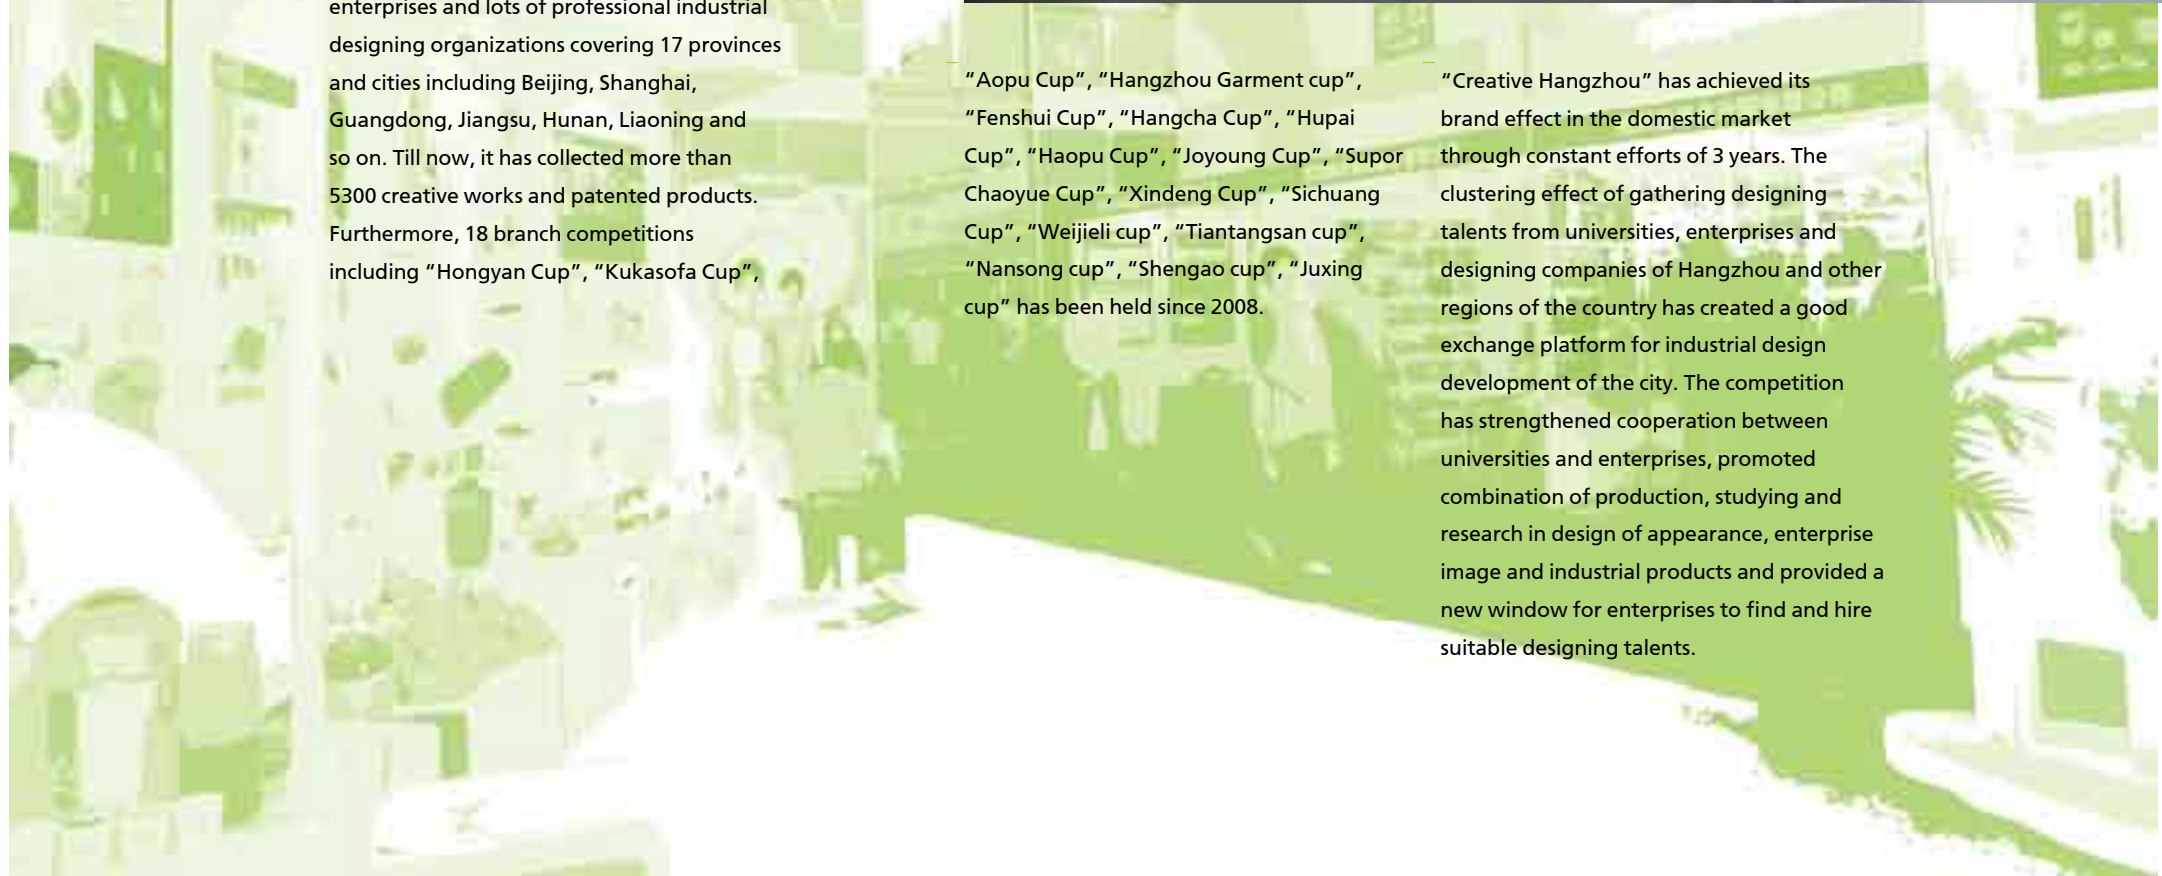 enterprises and lots of professional industrial
designing organizations covering 17 provinces
and cities including Beijing, Shanghai,
Guangdong, Jiangsu, Hunan, Liaoning and
so on. Till now, it has collected more than
5300 creative works and patented products.
Furthermore, 18 branch competitions
including “Hongyan Cup”, “Kukasofa Cup”,
“Aopu Cup”, “Hangzhou Garment cup”,
“Fenshui Cup”, “Hangcha Cup”, “Hupai
Cup”, “Haopu Cup”, “Joyoung Cup”, “Supor
Chaoyue Cup”, “Xindeng Cup”, “Sichuang
Cup”, “Weijieli cup”, “Tiantangsan cup”,
“Nansong cup”, “Shengao cup”, “Juxing
cup” has been held since 2008.
“Creative Hangzhou” has achieved its
brand effect in the domestic market
through constant efforts of 3 years. The
clustering effect of gathering designing
talents from universities, enterprises and
designing companies of Hangzhou and other
regions of the country has created a good
exchange platform for industrial design
development of the city. The competition
has strengthened cooperation between
universities and enterprises, promoted
combination of production, studying and
research in design of appearance, enterprise
image and industrial products and provided a
new window for enterprises to find and hire
suitable designing talents.